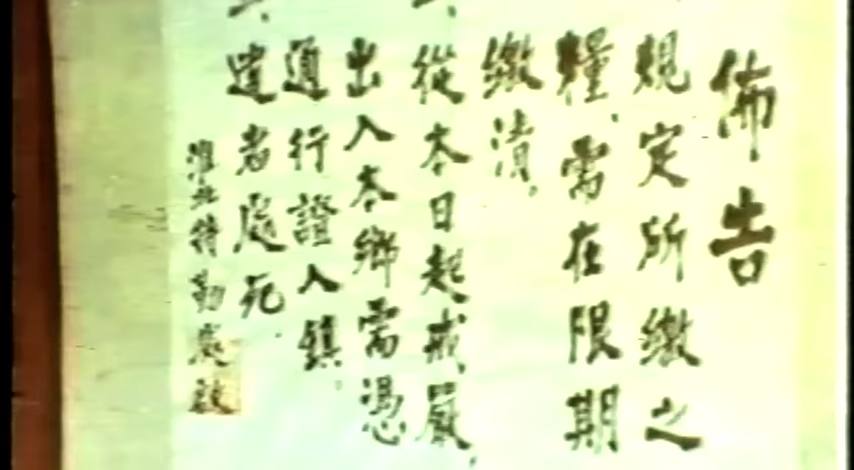 佈告
規定所繳之
糧、需在限期
繳漬、
從本日起戒嚴、
出入本鄉需憑
通行證入鎮、
違者處死、
淮北特勤處啟